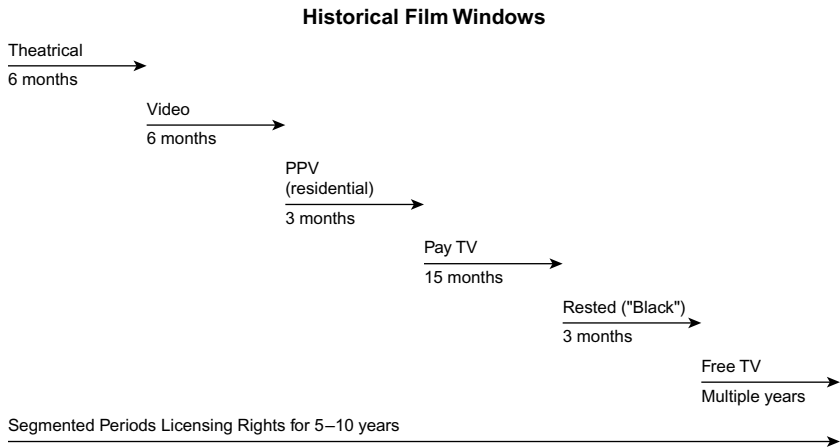 Historical Film Windows
Theatrical
6 months
Video
6 months
PPV
(residential)
3 months
Pay TV
15 months
Rested ("Black")
3 months
Free TV
Multiple years
Segmented Periods Licensing Rights for 5–10 years